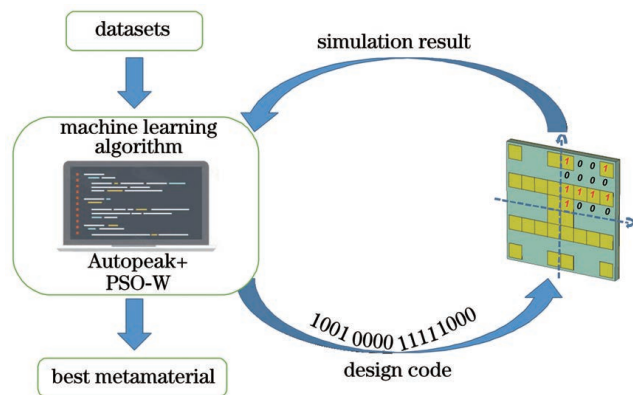 datasets
simulation result
machine learning
algorithm
Autopeak+
PSO-W
1 0 0 1
0 0 0 0
1 1 1 1
1 0 0 0
1001 0000 11111000
design code
best metamaterial